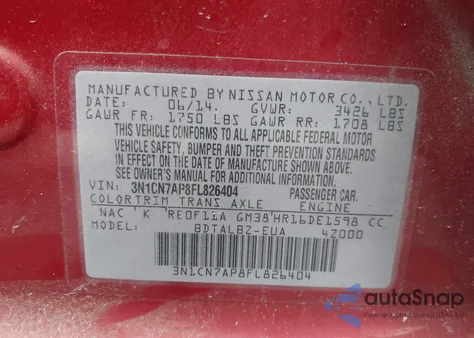 MANUFACTURED BY NISSAN MOTOR CO., LTD.
DATE: 06/14. GVWR: 3426 LBS
GAWR FR: 1750 LBS GAWR RR: 1708 LBS
THIS VEHICLE CONFORMS TO ALL APPLICABLE FEDERAL MOTOR
VEHICLE SAFETY, BUMPER AND THEFT PREVENTION STANDARDS
IN EFFECT ON THE DATE OF MANUFACTURE SHOWN ABOVE.
SEE OWNER'S MANUAL FOR ADDITIONAL INFORMATION.
VIN: 3N1CN7AP8FL826404 PASSENGER CAR.
COLOR TRIM TRANS AXLE ENGINE
NAC K RE0F11A GM38 HR16DE1598 CC
MODEL: BDTALBZ-EUA 4Z000
3N1CN7AP8FL826404
autoSnap